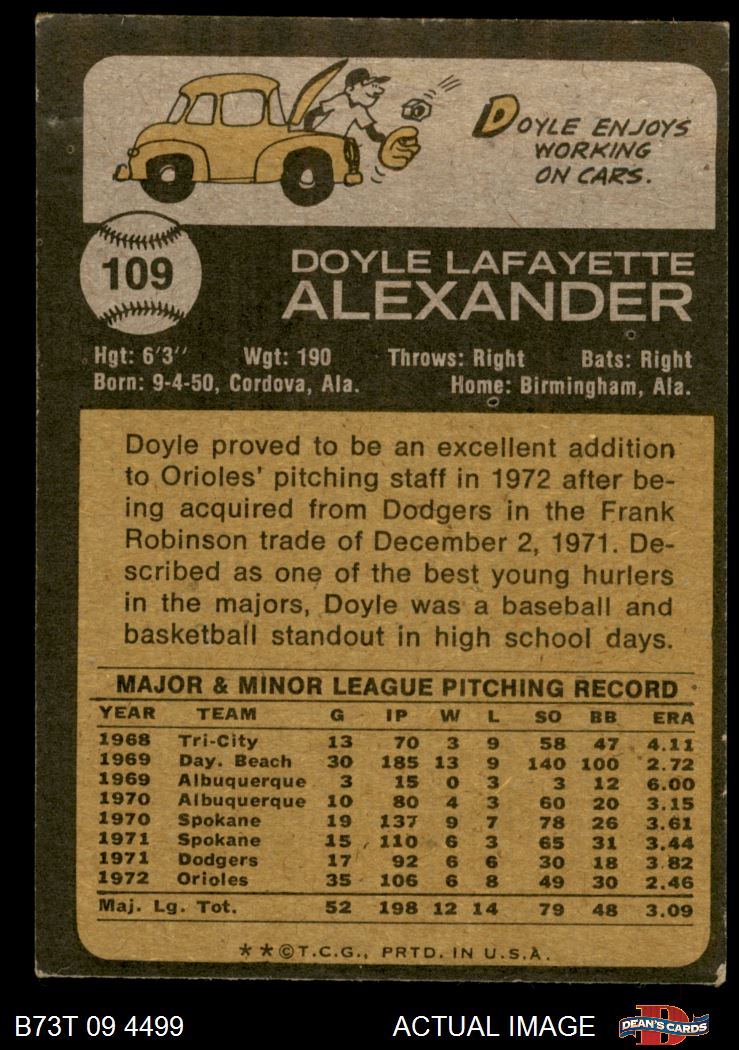 DOYLE ENJOYS
WORKING
ON CARS.
109
DOYLE LAFAYETTE
ALEXANDER
Hgt: 6'3" Wgt: 190 Throws: Right Bats: Right
Born: 9-4-50, Cordova, Ala. Home: Birmingham, Ala.
Doyle proved to be an excellent addition
to Orioles' pitching staff in 1972 after be-
ing acquired from Dodgers in the Frank
Robinson trade of December 2, 1971. De-
scribed as one of the best young hurlers
in the majors, Doyle was a baseball and
basketball standout in high school days.
MAJOR & MINOR LEAGUE PITCHING RECORD
YEAR TEAM G IP W L SO BB ERA
1968 Tri-City 13 70 3 9 58 47 4.11
1969 Day. Beach 30 185 13 9 140 100 2.72
1969 Albuquerque 3 15 0 3 3 12 6.00
1970 Albuquerque 10 80 4 3 60 20 3.15
1970 Spokane 19 137 9 7 78 26 3.61
1971 Spokane 15 110 6 3 65 31 3.44
1971 Dodgers 17 92 6 6 30 18 3.82
1972 Orioles 35 106 6 8 49 30 2.46
Maj. Lg. Tot. 52 198 12 14 79 48 3.09
**©T.C.G., PRTD. IN U.S.A.
B73T 09 4499 ACTUAL IMAGE D DEAN'S CARDS